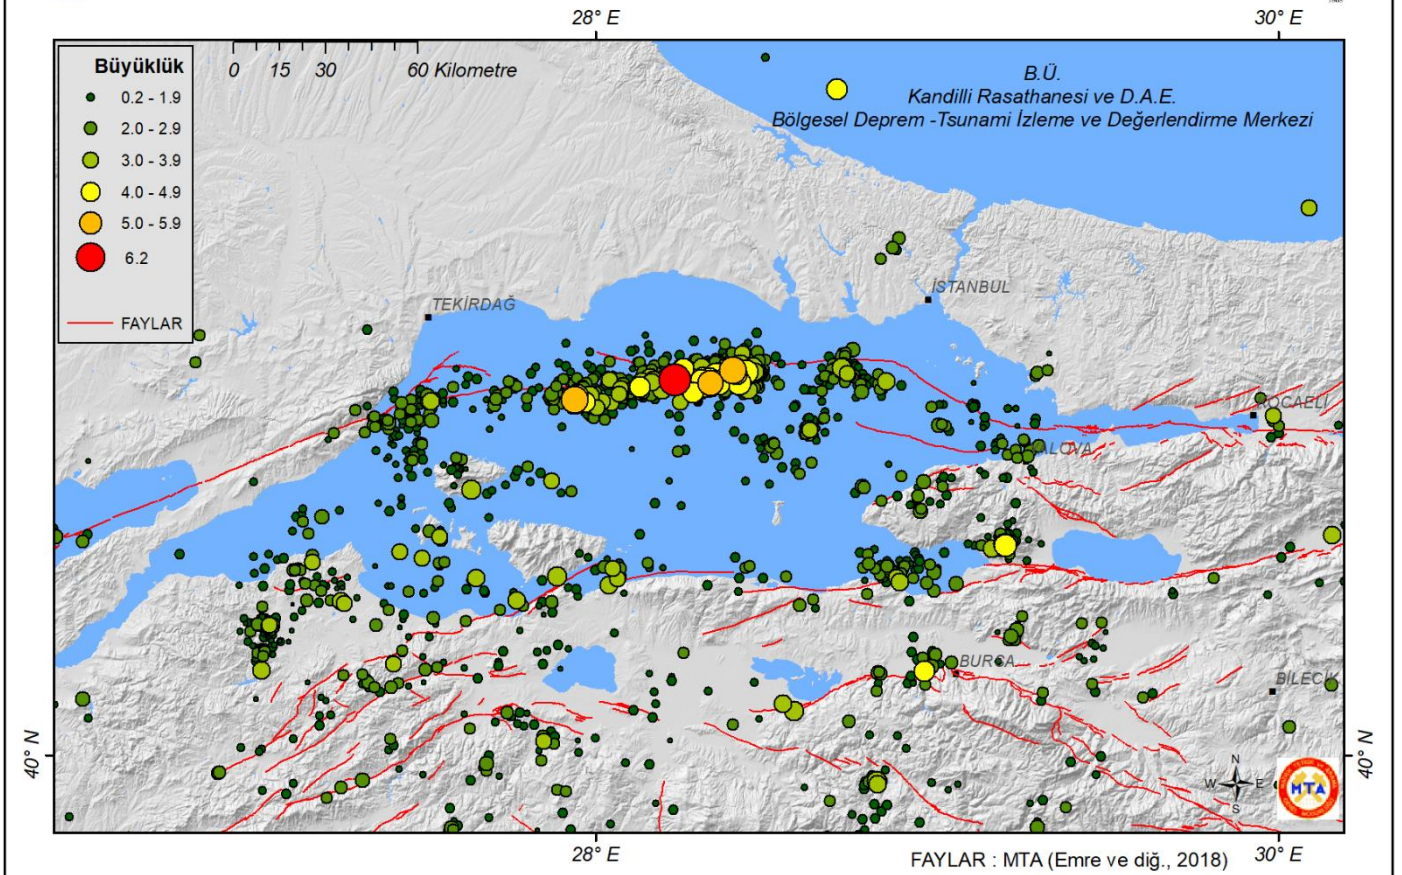 28° E
30° E
Büyüklük
0.2 - 1.9
2.0 - 2.9
3.0 - 3.9
4.0 - 4.9
5.0 - 5.9
6.2
FAYLAR
0 15 30 60 Kilometre
B.Ü.
Kandilli Rasathanesi ve D.A.E.
Bölgesel Deprem -Tsunami İzleme ve Değerlendirme Merkezi
TEKİRDAĞ
İSTANBUL
BURSA
BİLECİK
40° N
40° N
N
W E
S
MTA
28° E
30° E
FAYLAR : MTA (Emre ve diğ., 2018)